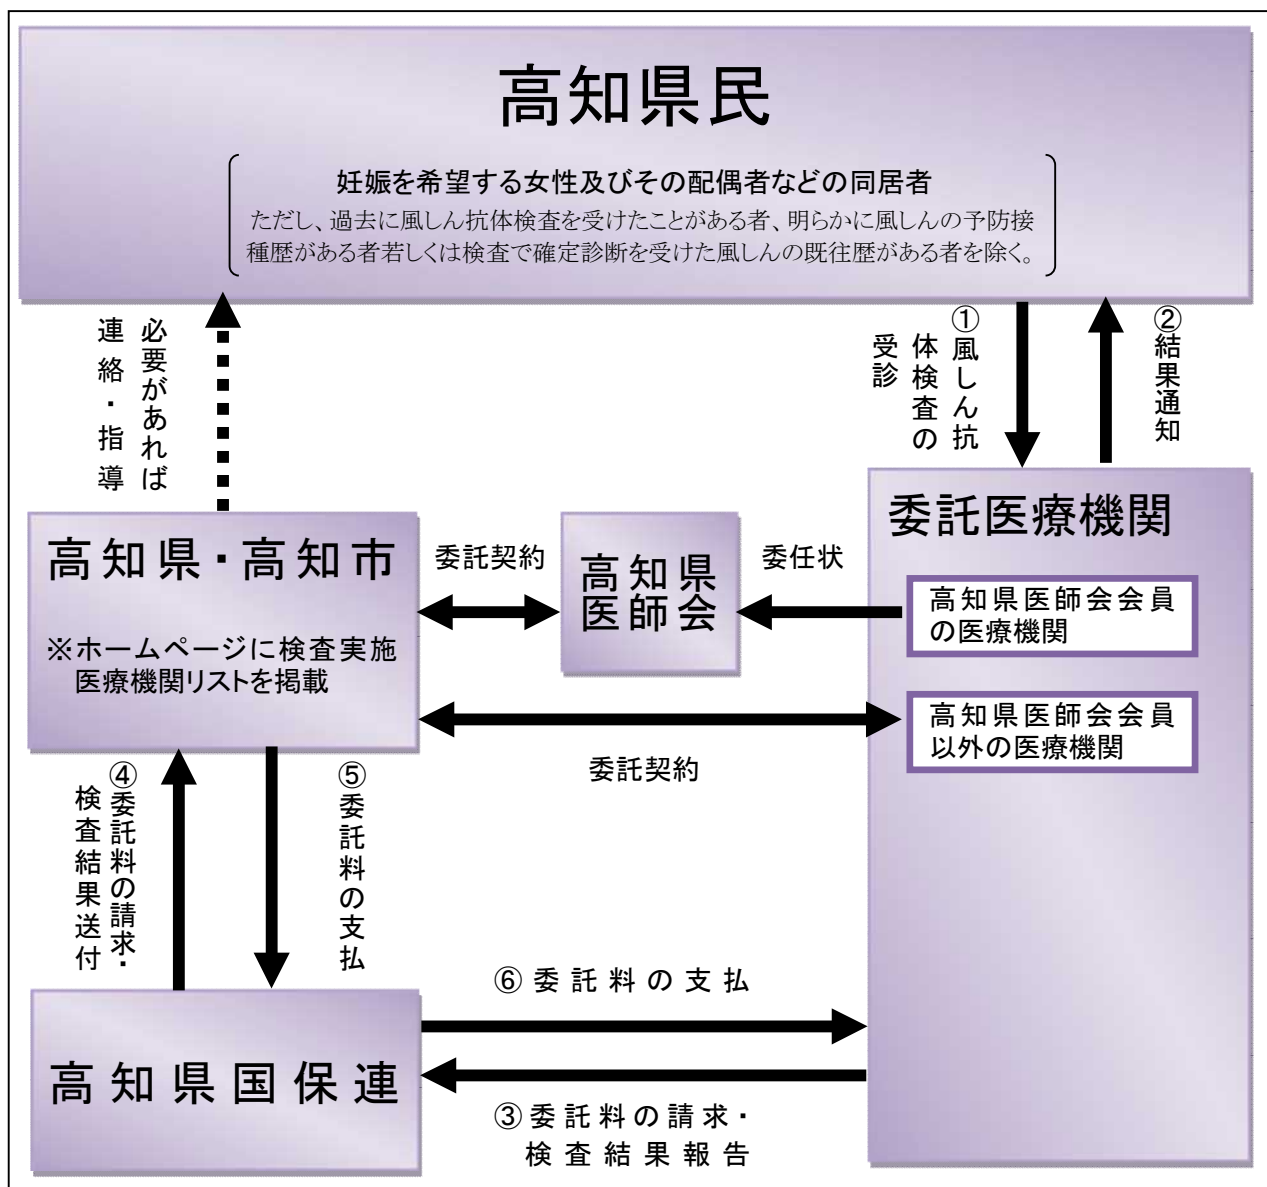 高知県民
妊娠を希望する女性及びその配偶者などの同居者
ただし、過去に風しん抗体検査を受けたことがある者、明らかに風しんの予防接
種歴がある者若しくは検査で確定診断を受けた風しんの既往歴がある者を除く。
必要があれば
連絡・指導
①風しん抗
体検査の
受診
②結果通知
高知県・高知市
※ホームページに検査実施
医療機関リストを掲載
委託契約
高知県
医師会
委任状
委託医療機関
高知県医師会会員
の医療機関
高知県医師会会員
以外の医療機関
委託契約
④委託料の請求・
検査結果送付
⑤委託料の支払
⑥委託料の支払
高知県国保連
③委託料の請求・
検査結果報告